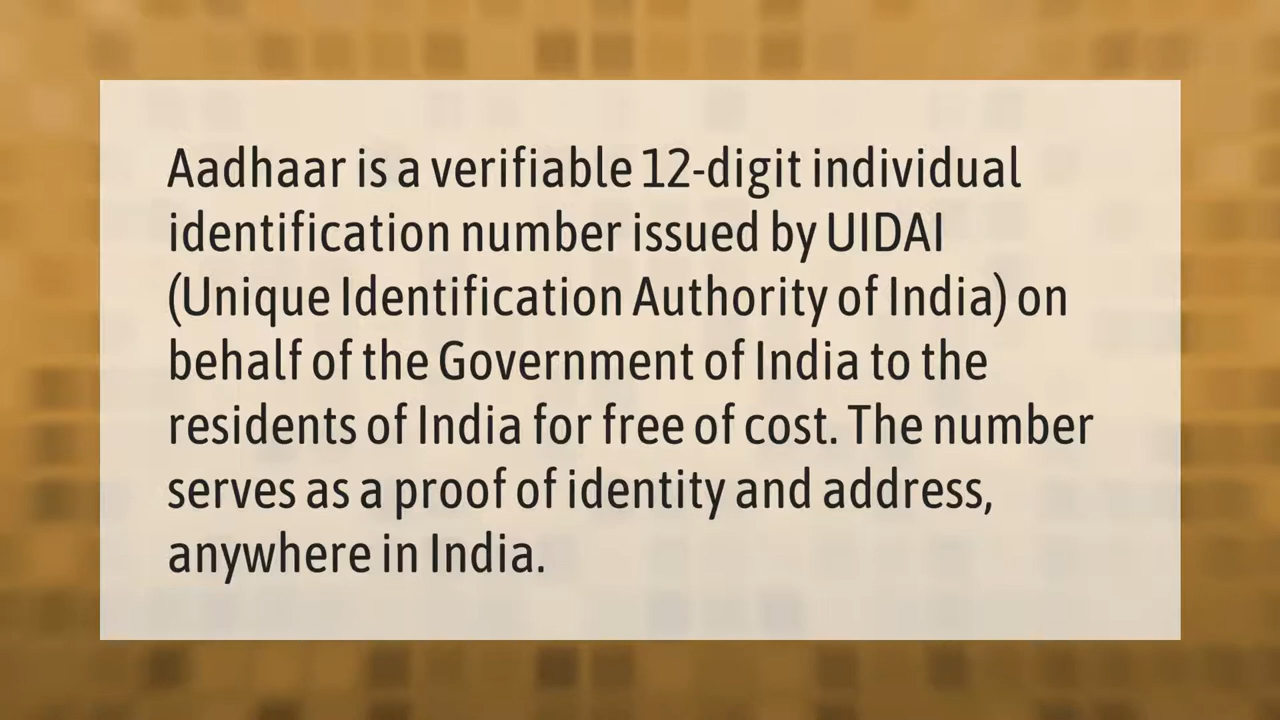 Aadhaar is a verifiable 12-digit individual
identification number issued by UIDAI
(Unique Identification Authority of India) on
behalf of the Government of India to the
residents of India for free of cost. The number
serves as a proof of identity and address,
anywhere in India.